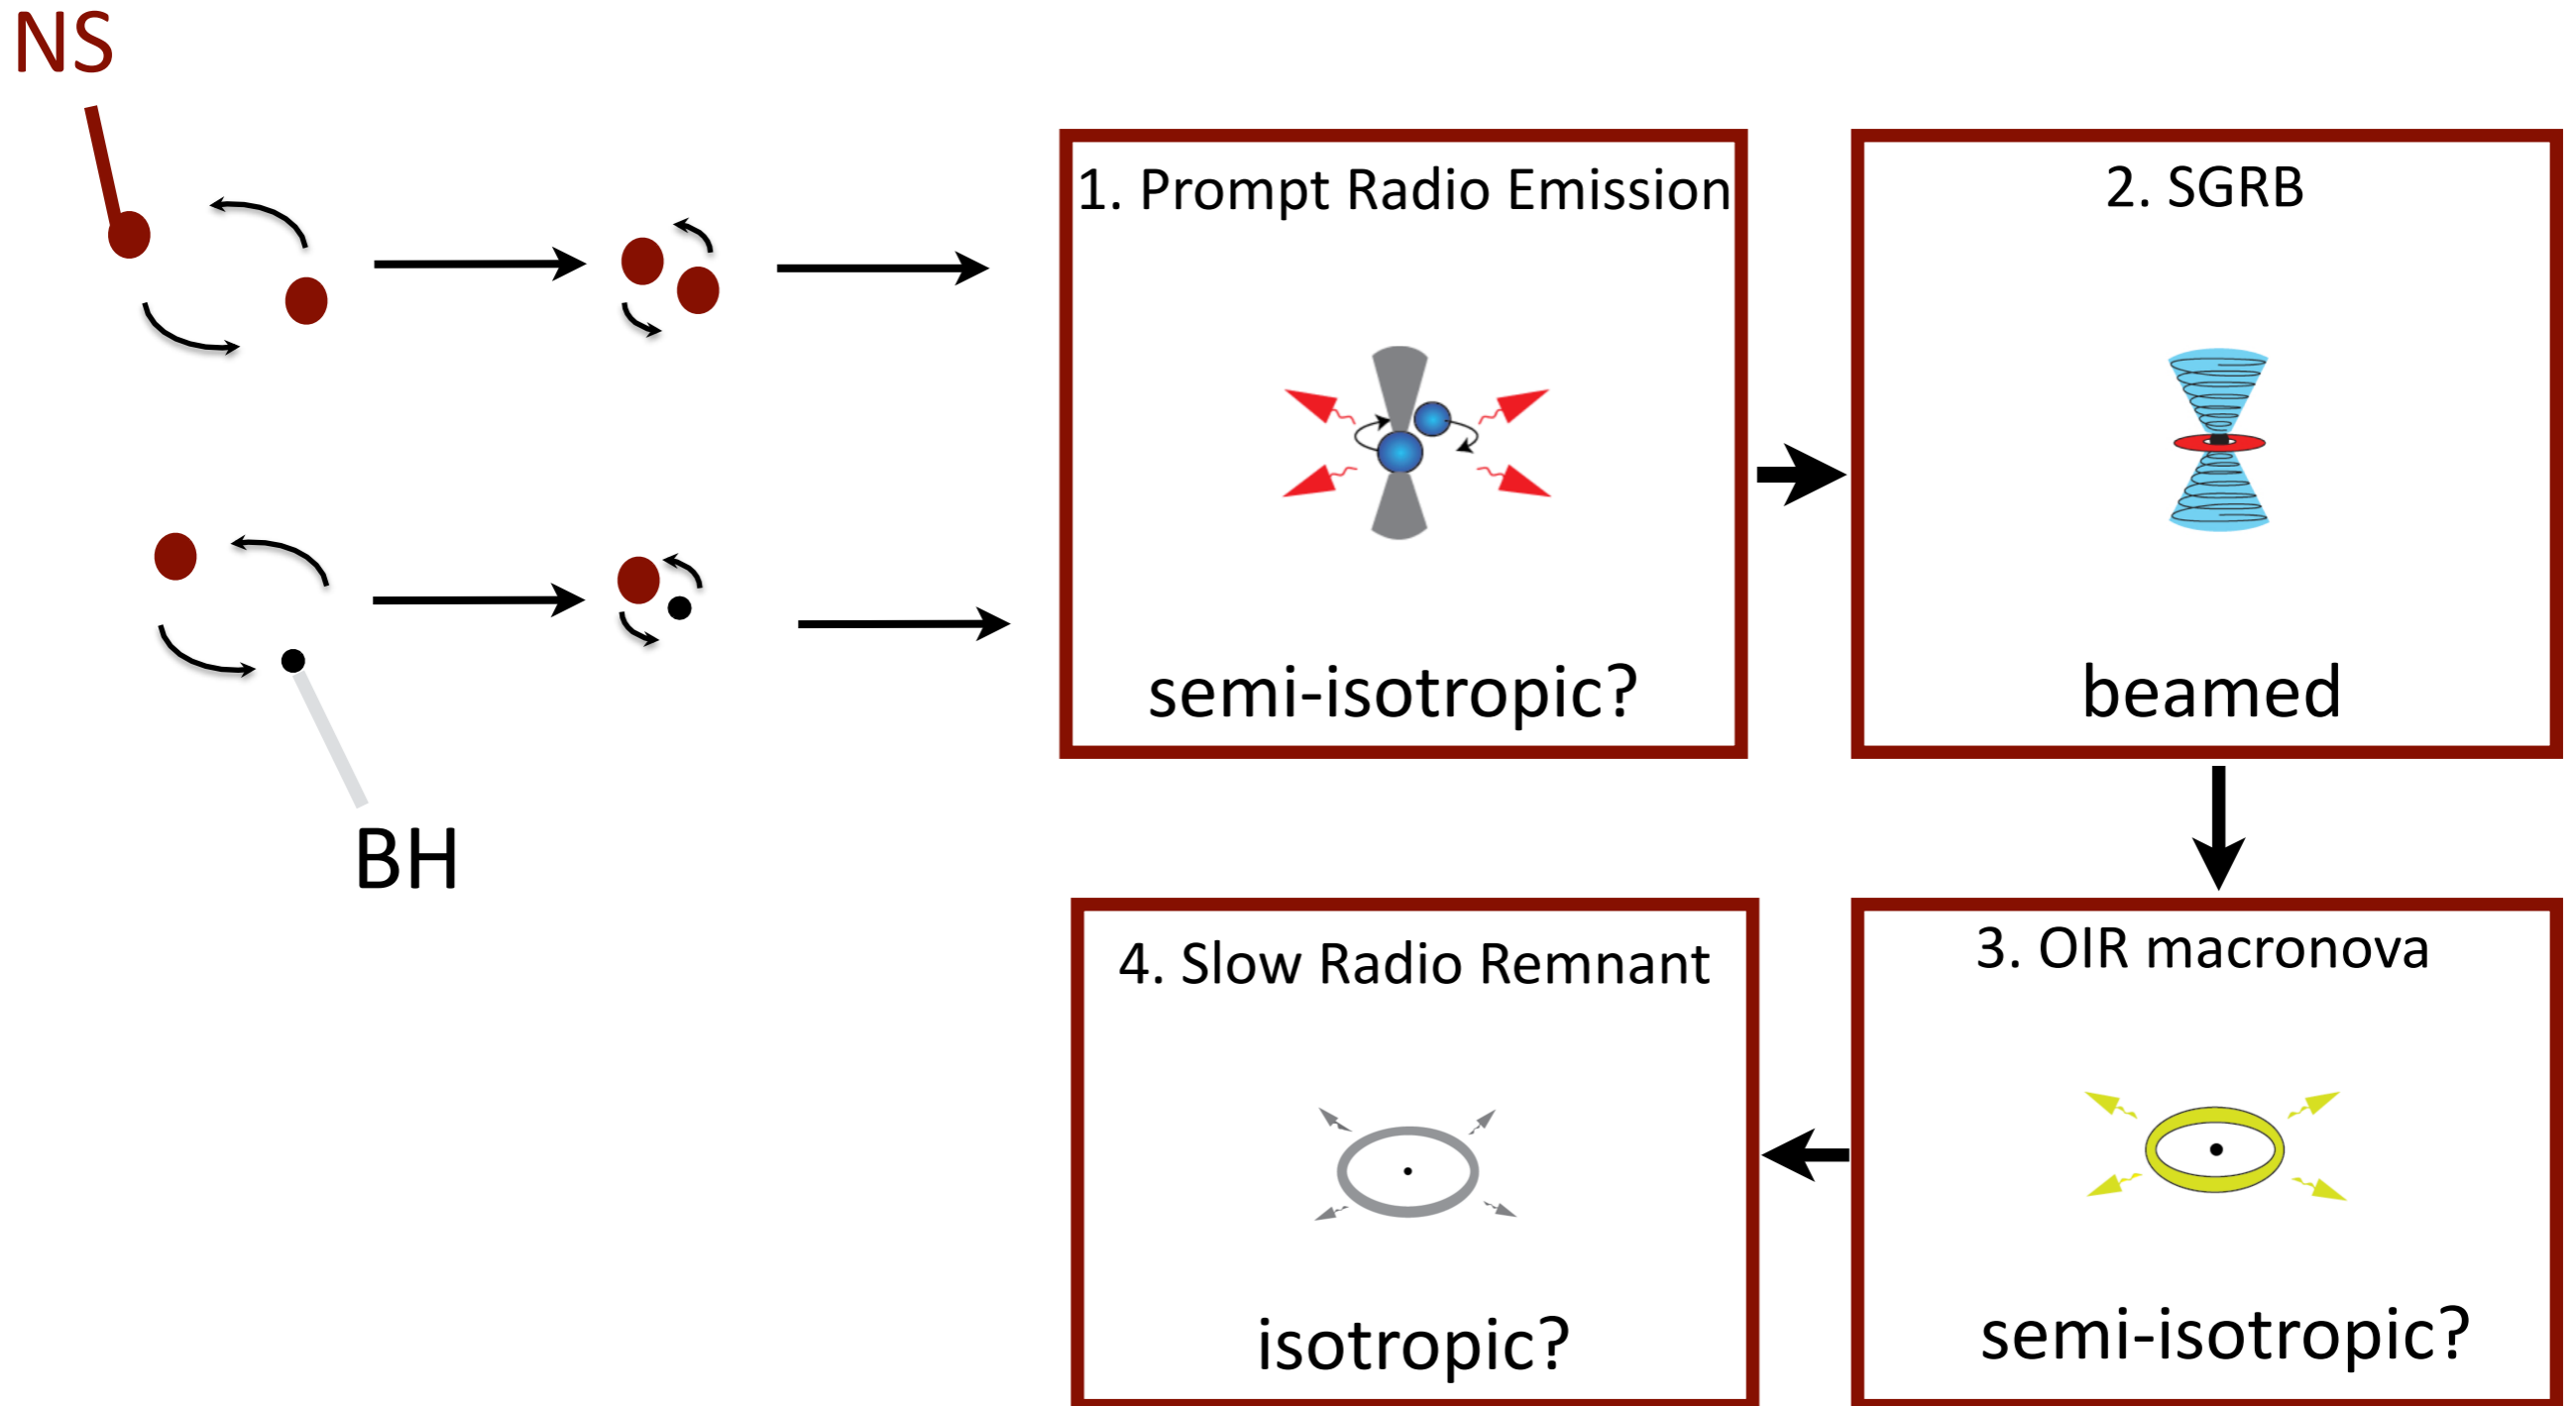 NS
BH
1. Prompt Radio Emission
semi-isotropic?
2. SGRB
beamed
3. OIR macronova
semi-isotropic?
4. Slow Radio Remnant
isotropic?